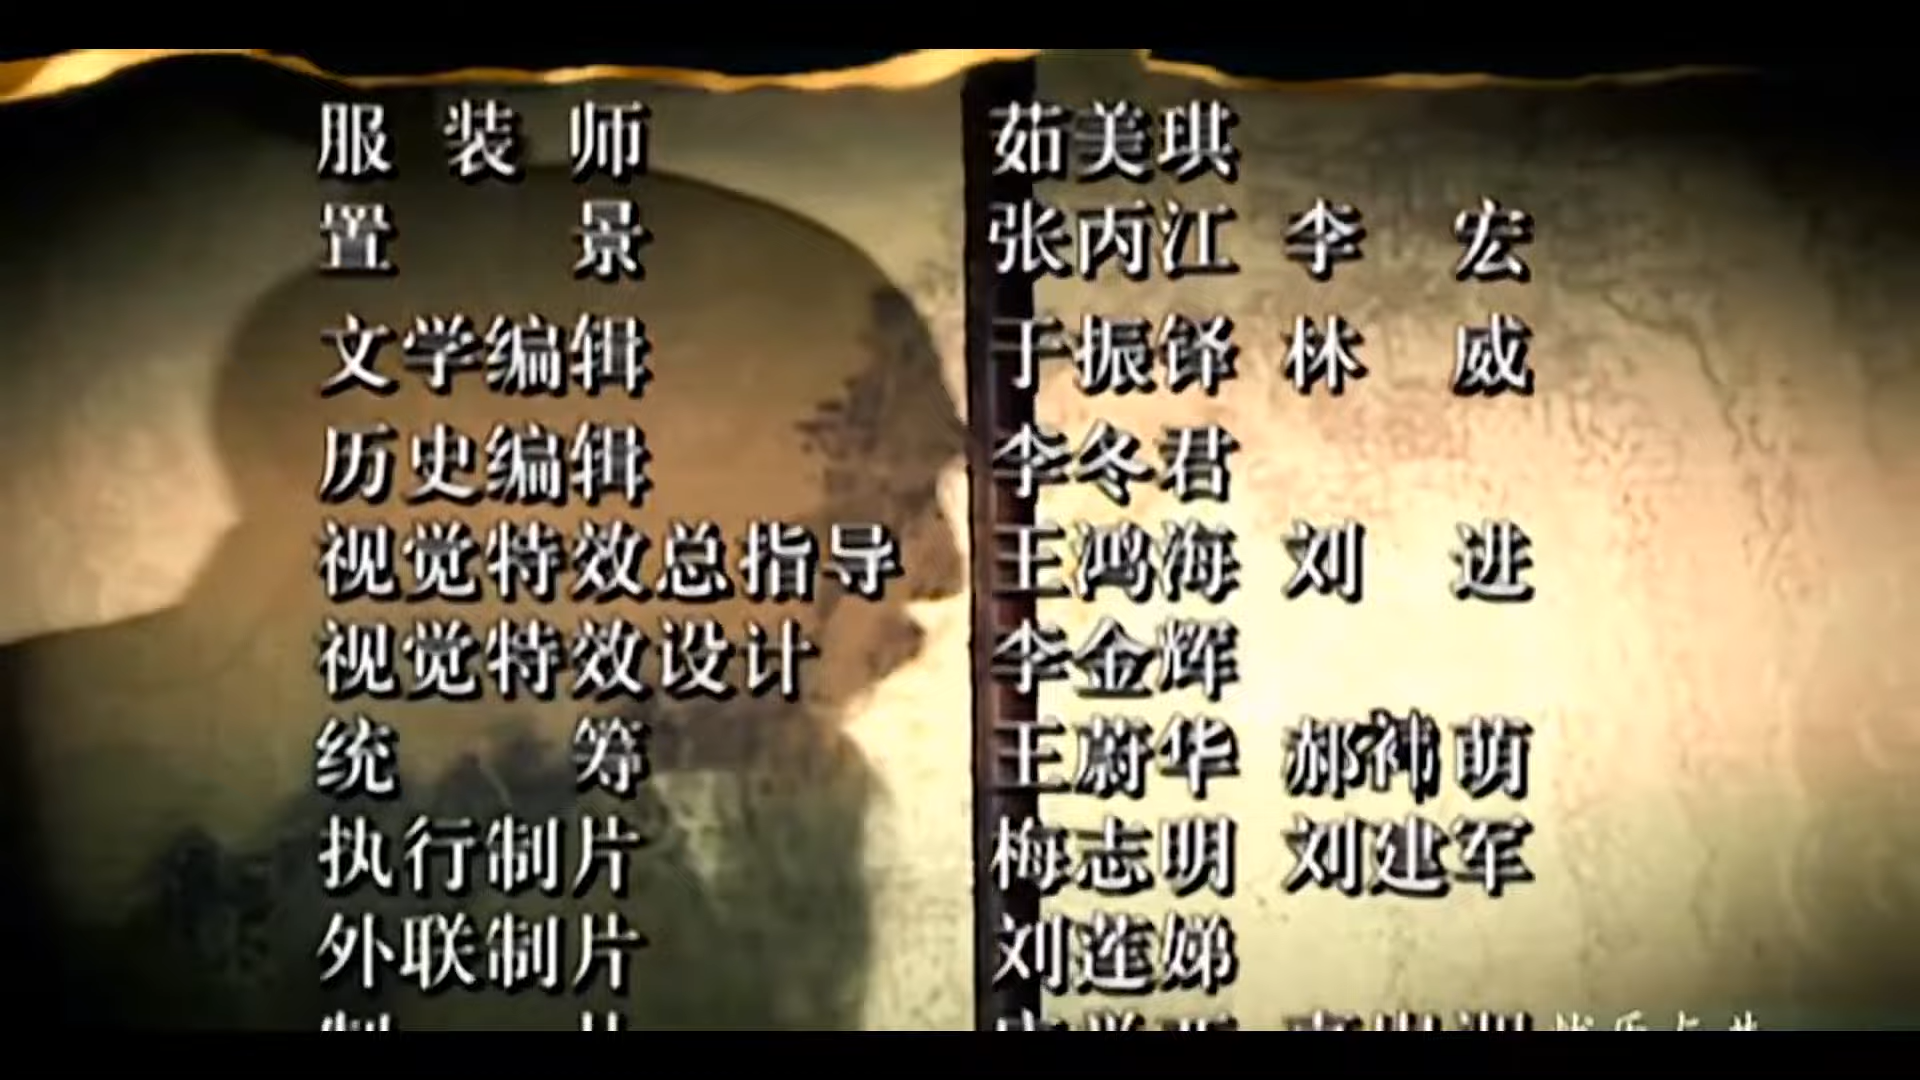 服装师 茹美琪
置景 张丙江 李宏
文学编辑 于振铎 林威
历史编辑 李冬君
视觉特效总指导 王鸿海 刘进
视觉特效设计 李金辉
统筹 王蔚华 郝祎萌
执行制片 梅志明 刘建军
外联制片 刘莲娣